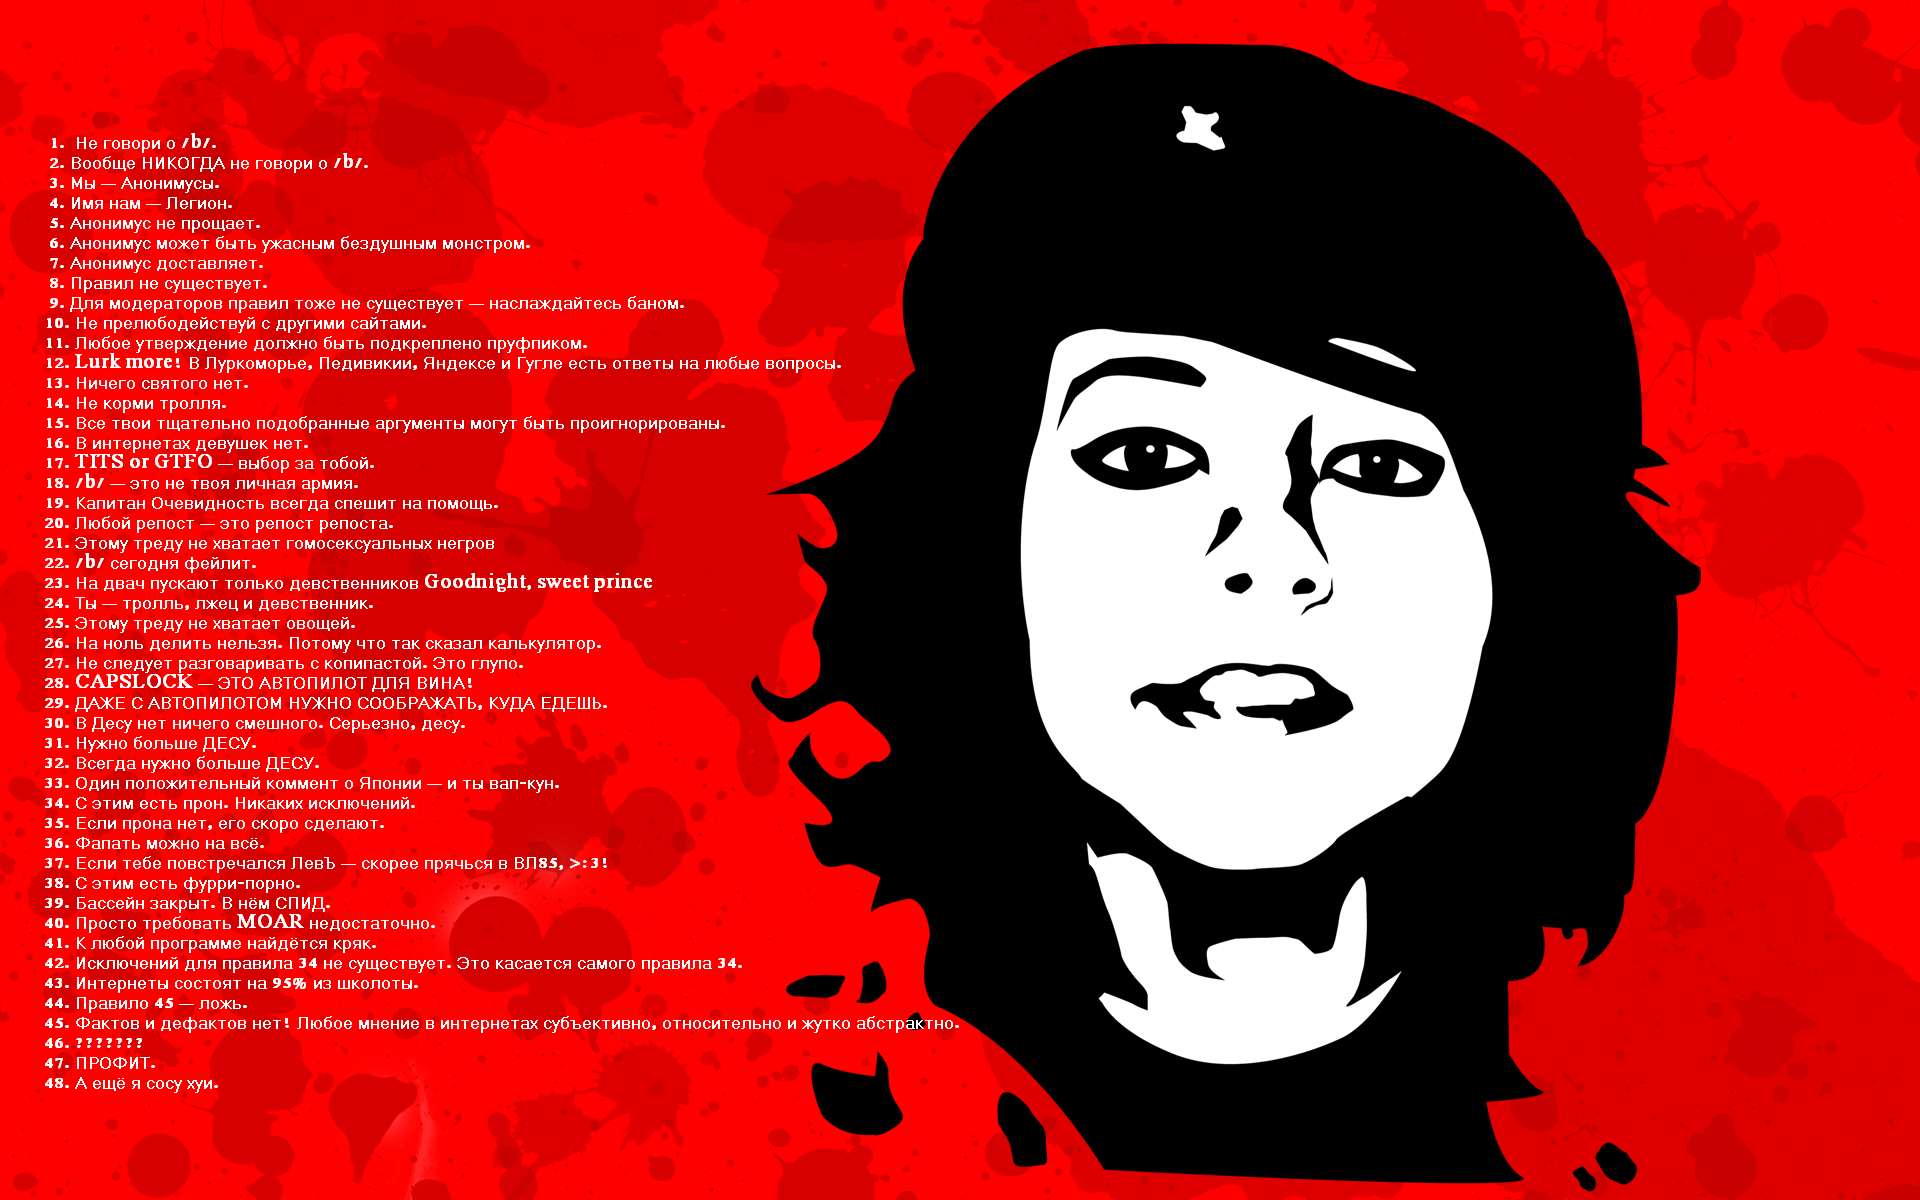 1. Не говори о /b/.
2. Вообще НИКОГДА не говори о /b/.
3. Мы — Анонимусы.
4. Имя нам — Легион.
5. Анонимус не прощает.
6. Анонимус может быть ужасным бездушным монстром.
7. Анонимус доставляет.
8. Правил не существует.
9. Для модераторов правил тоже не существует — наслаждайтесь баном.
10. Не прелюбодействуй с другими сайтами.
11. Любое утверждение должно быть подкреплено пруфпиком.
12. Lurk more! В Луркоморье, Педивикии, Яндексе и Гугле есть ответы на любые вопросы.
13. Ничего святого нет.
14. Не корми тролля.
15. Все твои тщательно подобранные аргументы могут быть проигнорированы.
16. В интернетах девушек нет.
17. TITS or GTFO — выбор за тобой.
18. /b/ — это не твоя личная армия.
19. Капитан Очевидность всегда спешит на помощь.
20. Любой репост — это репост репоста.
21. Этому треду не хватает гомосексуальных негров
22. /b/ сегодня фейлит.
23. На двач пускают только девственников Goodnight, sweet prince
24. Ты — тролль, лжец и девственник.
25. Этому треду не хватает овощей.
26. На ноль делить нельзя. Потому что так сказал калькулятор.
27. Не следует разговаривать с копипастой. Это глупо.
28. CAPSLOCK — ЭТО АВТОПИЛОТ ДЛЯ ВИНА!
29. ДАЖЕ С АВТОПИЛОТОМ НУЖНО СООБРАЖАТЬ, КУДА ЕДЕШЬ.
30. В Десу нет ничего смешного. Серьезно, десу.
31. Нужно больше ДЕСУ.
32. Всегда нужно больше ДЕСУ.
33. Один положительный коммент о Японии — и ты вап-кун.
34. С этим есть прон. Никаких исключений.
35. Если прона нет, его скоро сделают.
36. Фапать можно на всё.
37. Если тебе повстречался ЛевЪ — скорее прячься в ВЛ85, >:3!
38. С этим есть фурри-порно.
39. Бассейн закрыт. В нём СПИД.
40. Просто требовать MOAR недостаточно.
41. К любой программе найдётся кряк.
42. Исключений для правила 34 не существует. Это касается самого правила 34.
43. Интернеты состоят на 95% из школоты.
44. Правило 45 — ложь.
45. Фактов и дефактов нет! Любое мнение в интернетах субъективно, относительно и жутко абстрактно.
46. ???????
47. ПРОФИТ.
48. А ещё я сосу хуи.